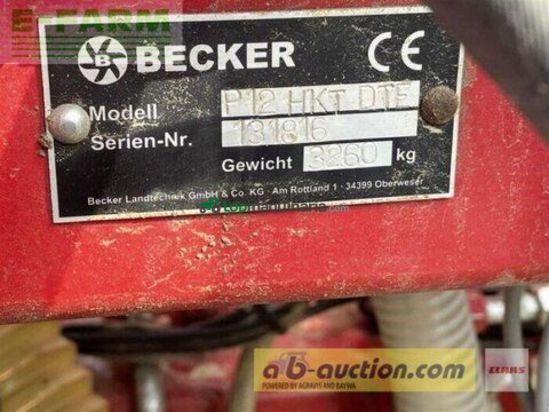 E-FARM
BECKER
CE
Modell P12 HKT DTE
Serien-Nr. 131816
Gewicht 3260 kg
Becker Landtechnik GmbH & Co. KG · Am Rottland 1 · 34399 Oberweser
ab-auction.com
POWERED BY AGRAVIS AND BAYWA
CLAAS